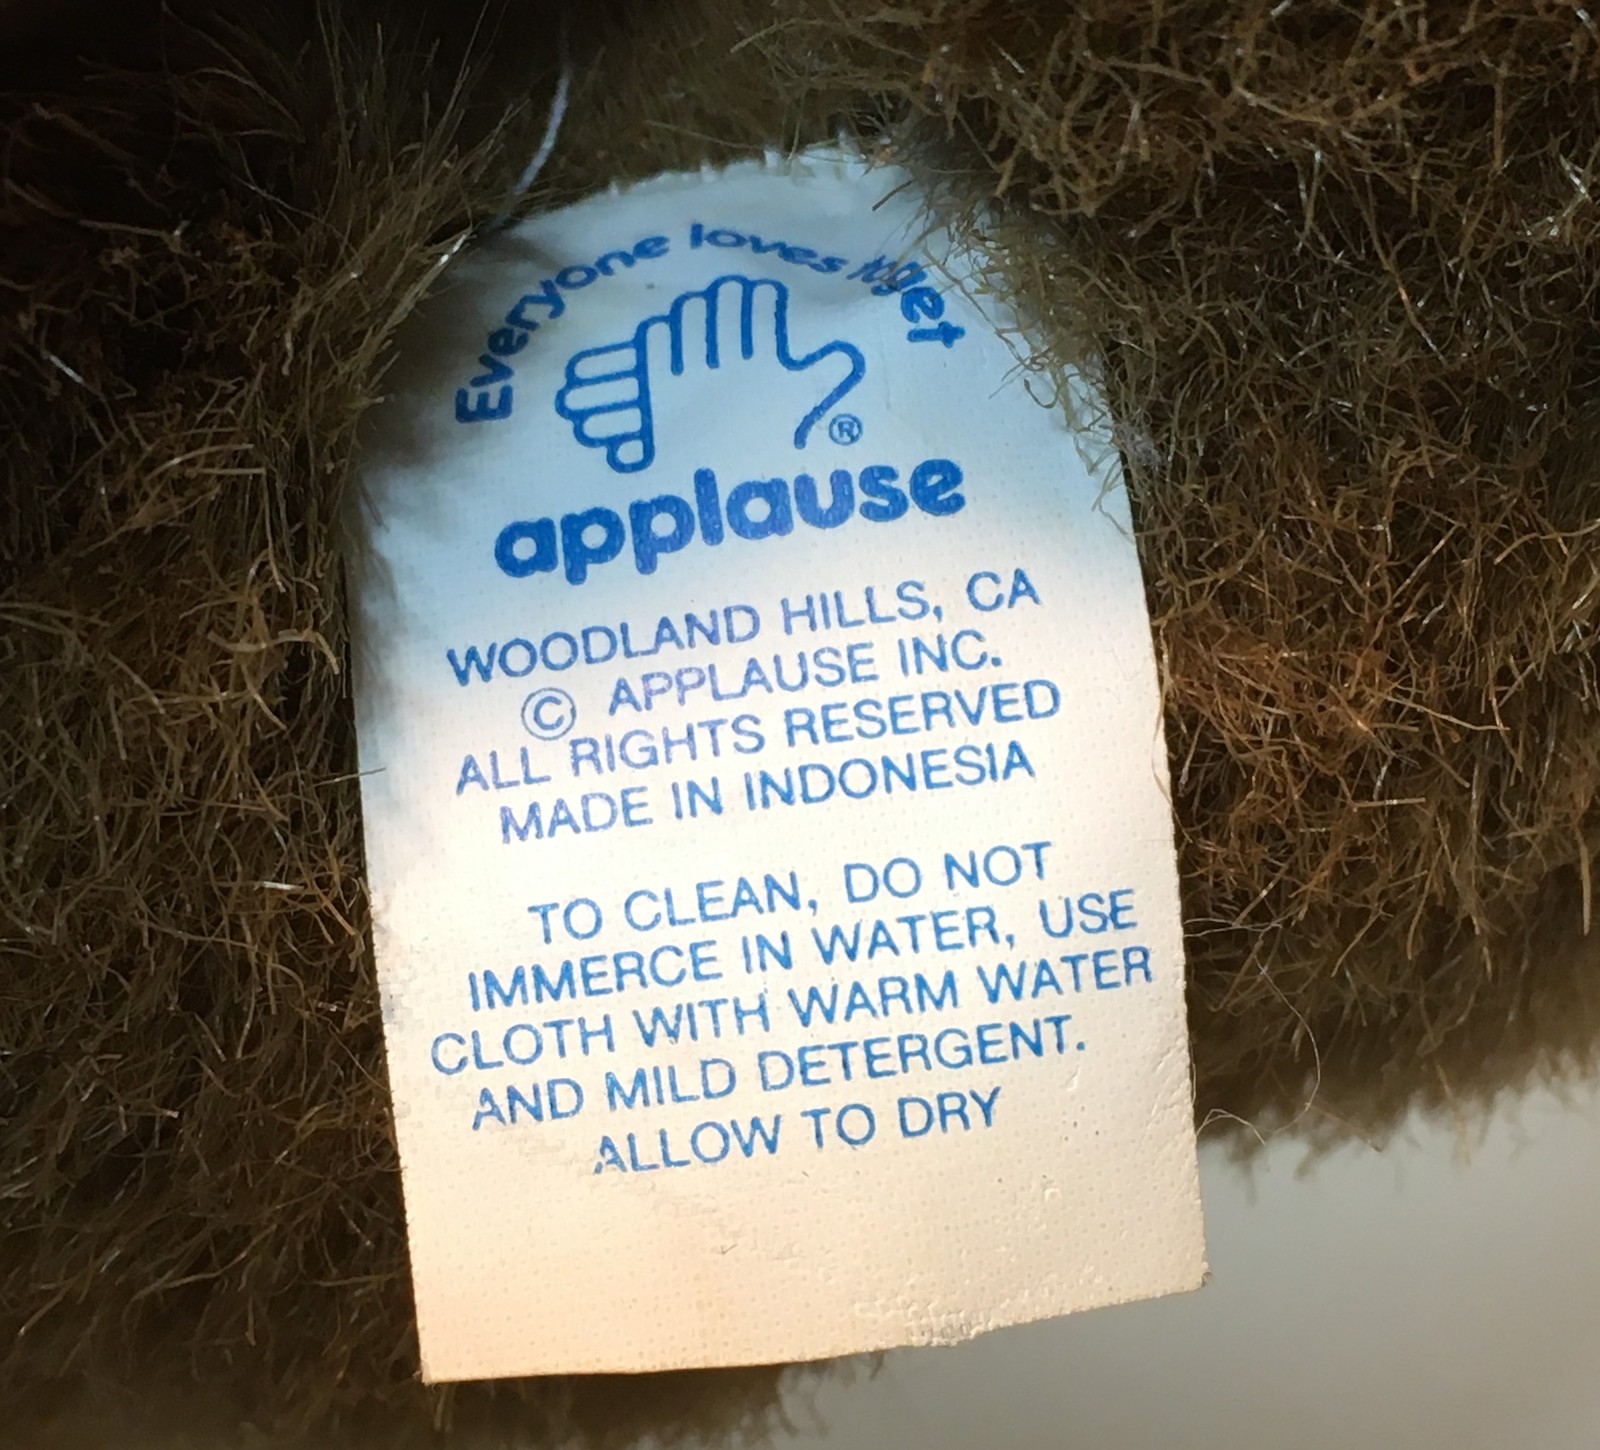 Everyone loves to get
®
applause
WOODLAND HILLS, CA
© APPLAUSE INC.
ALL RIGHTS RESERVED
MADE IN INDONESIA
TO CLEAN, DO NOT
IMMERCE IN WATER, USE
CLOTH WITH WARM WATER
AND MILD DETERGENT.
ALLOW TO DRY